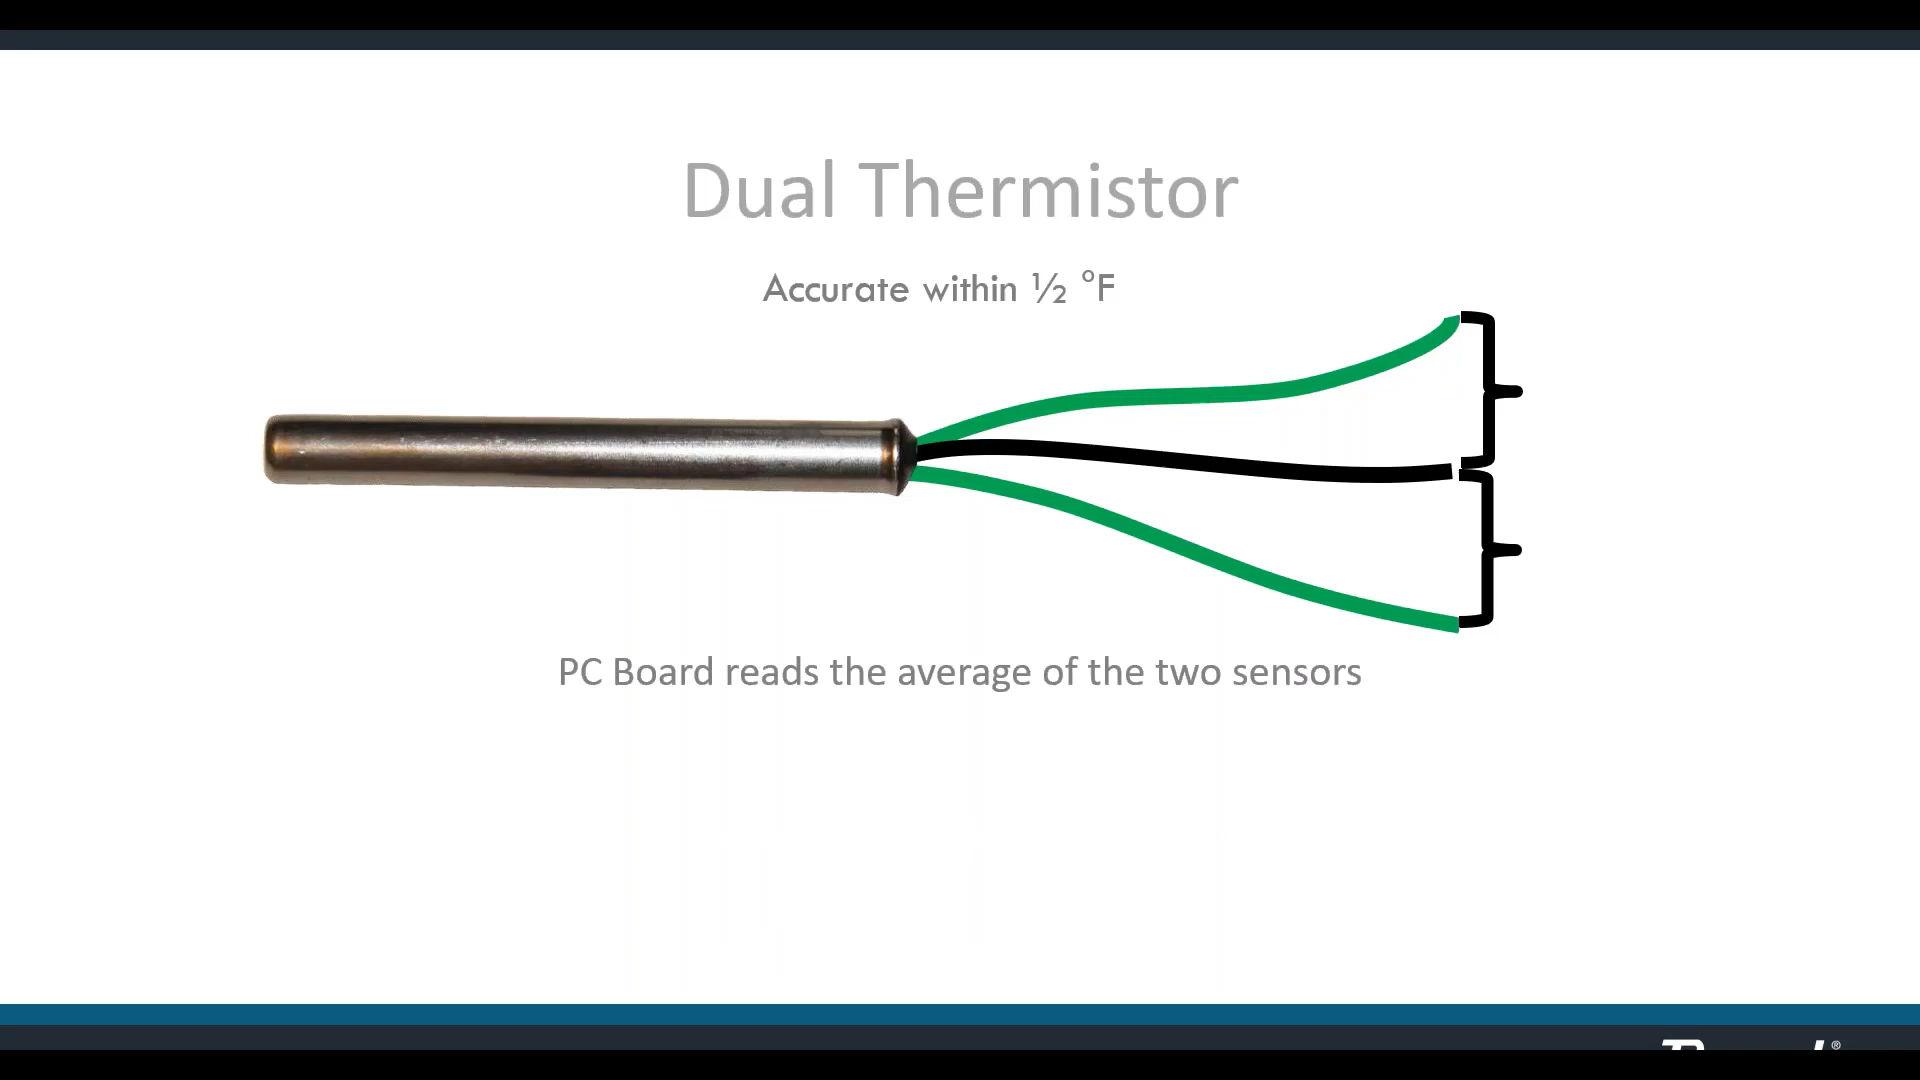 Dual Thermistor
Accurate within ½ °F
PC Board reads the average of the two sensors
®